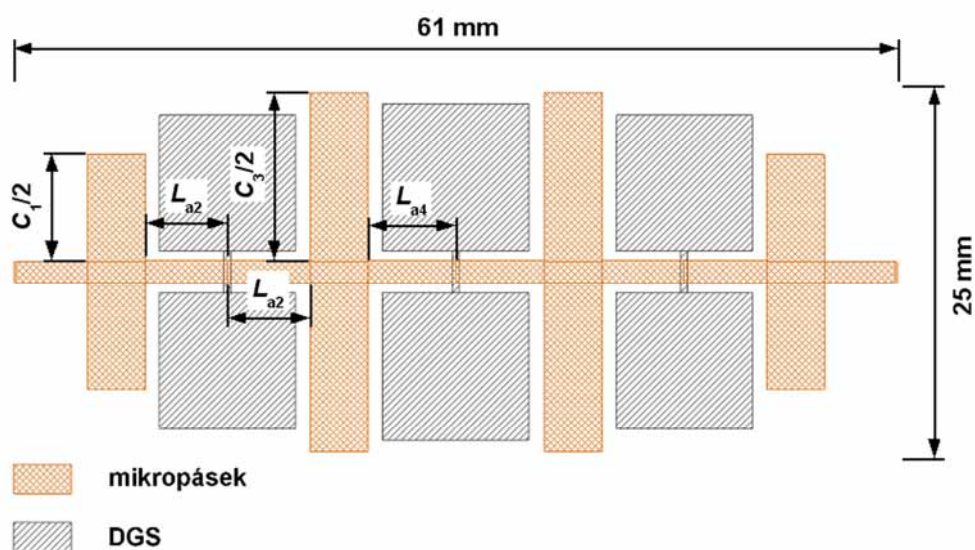 61 mm
C₁/2
Lₐ₂
C₃/2
Lₐ₄
Lₐ₂
25 mm
mikropásek
DGS